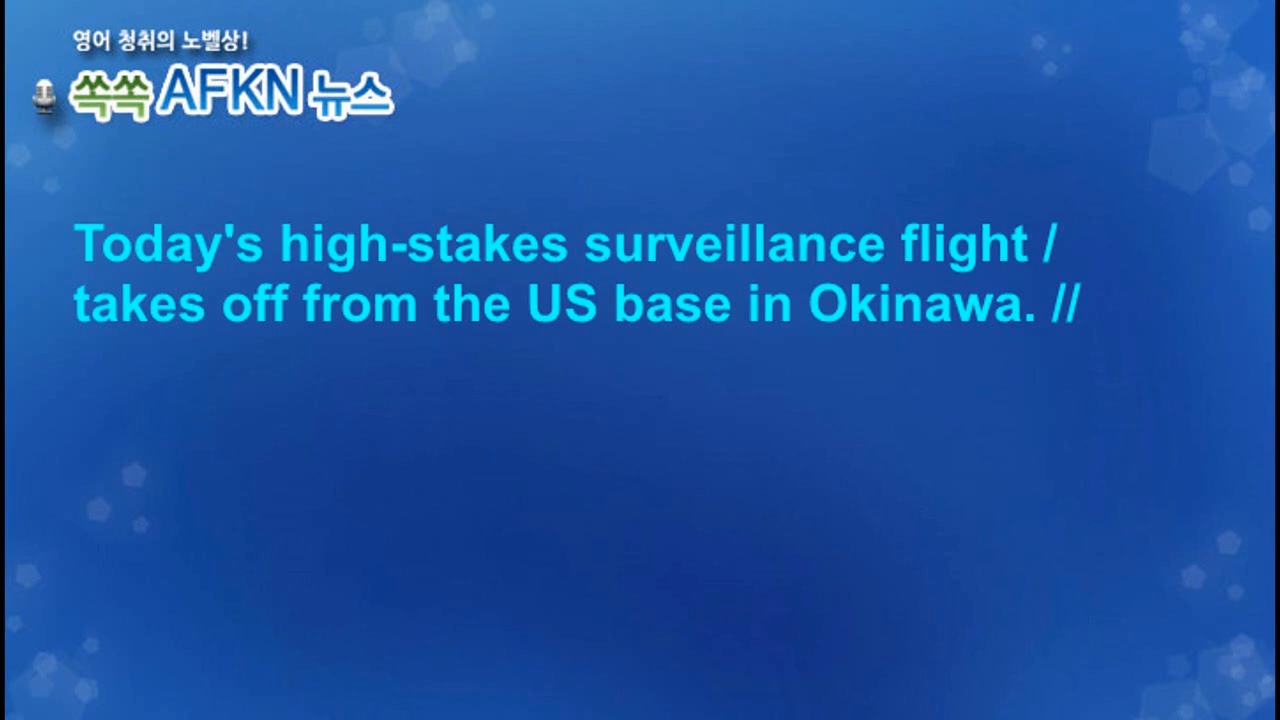 영어 청취의 노벨상!
쏙쏙 AFKN 뉴스
Today's high-stakes surveillance flight /
takes off from the US base in Okinawa. //